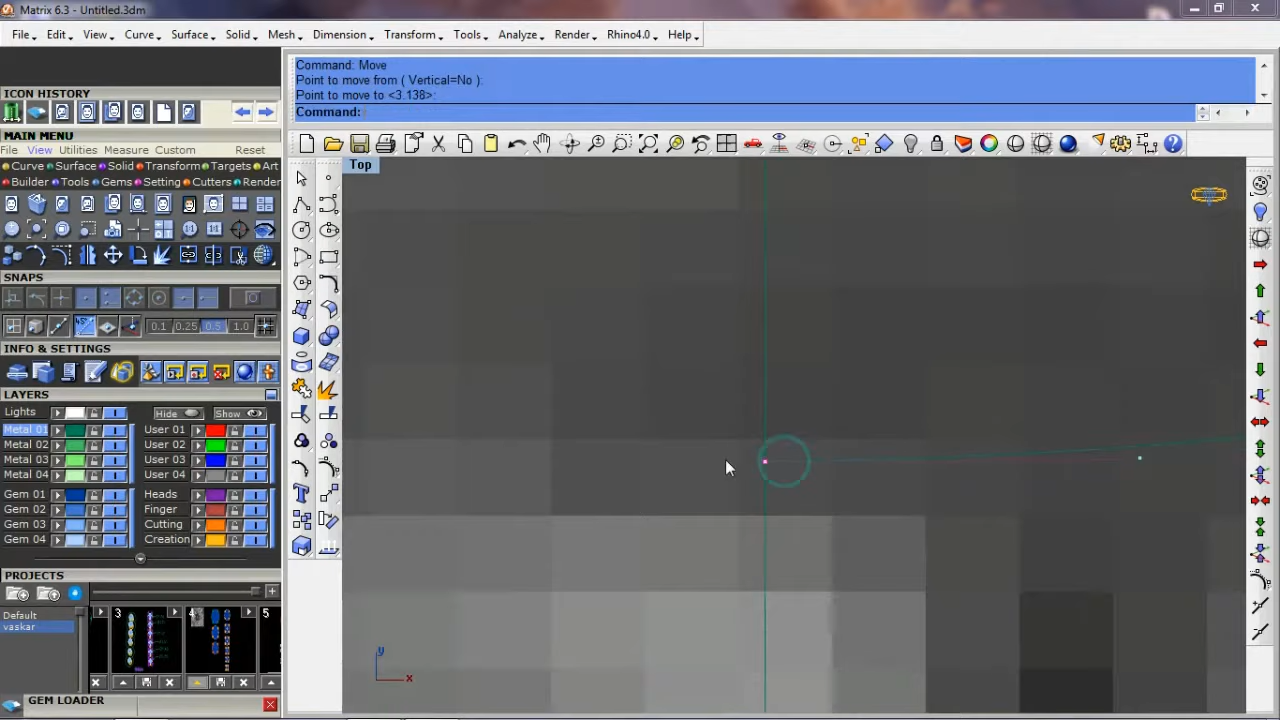 Matrix 6.3 - Untitled.3dm
File Edit View Curve Surface Solid Mesh Dimension Transform Tools Analyze Render Rhino4.0 Help
Command: Move
Point to move from ( Vertical=No ):
Point to move to <3.138>:
Command:
ICON HISTORY
MAIN MENU
File View Utilities Measure Custom
Curve Surface Solid Transform Targets Art
Builder Tools Gems Setting Cutters Render
SNAPS
0.1 0.25 0.5 1.0
INFO & SETTINGS
LAYERS
Lights Hide Show
Metal 01 User 01
Metal 02 User 02
Metal 03 User 03
Metal 04 User 04
Gem 01 Heads
Gem 02 Finger
Gem 03 Cutting
Gem 04 Creation
PROJECTS
Default
vaskar
3 4 5
GEM LOADER
Top
y
x